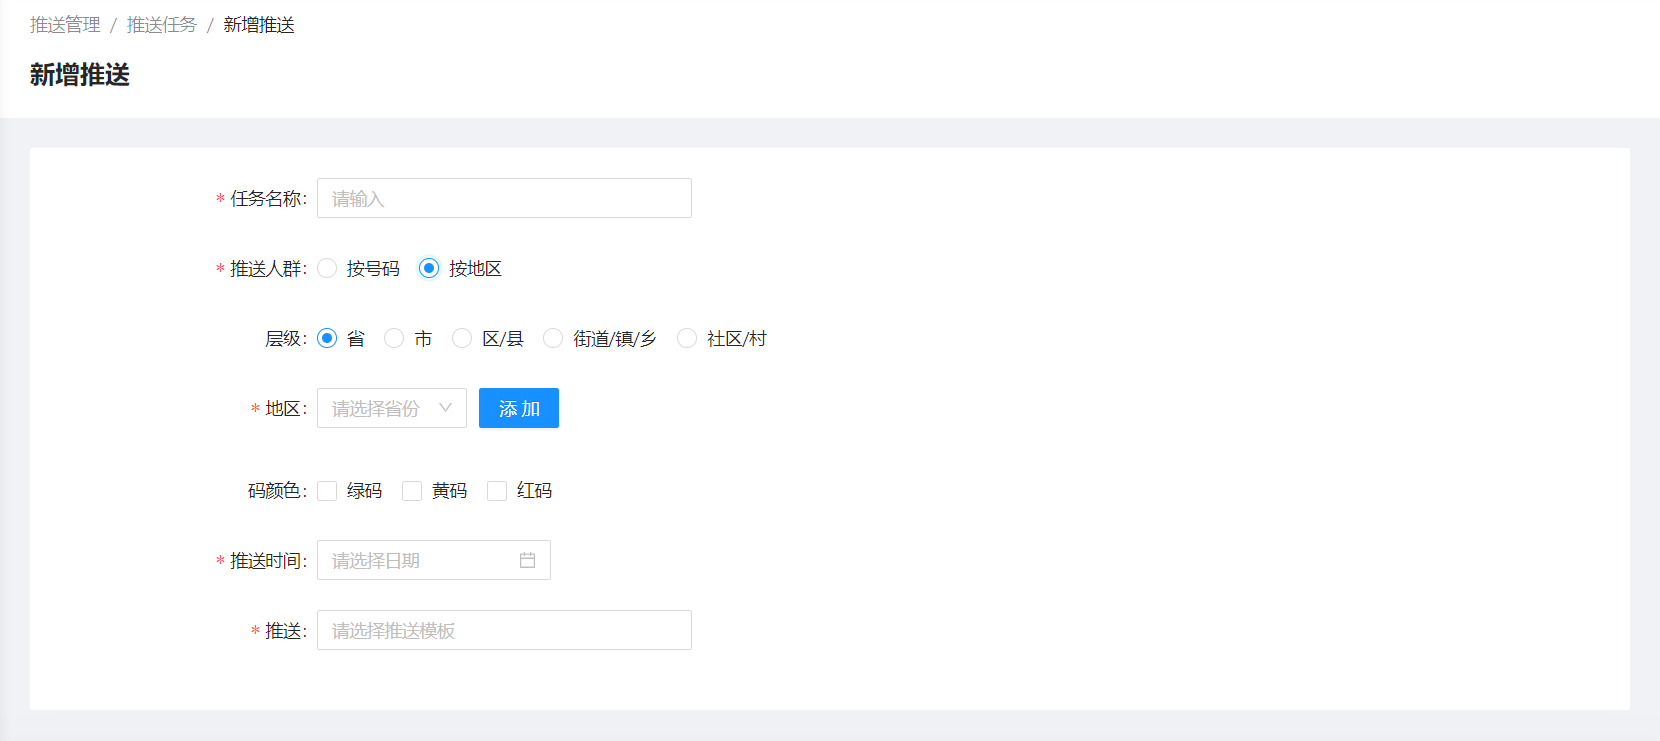 推送管理 / 推送任务 / 新增推送
新增推送
* 任务名称: 请输入
* 推送人群: 按号码 按地区
层级: 省 市 区/县 街道/镇/乡 社区/村
* 地区: 请选择省份 添 加
码颜色: 绿码 黄码 红码
* 推送时间: 请选择日期
* 推送: 请选择推送模板